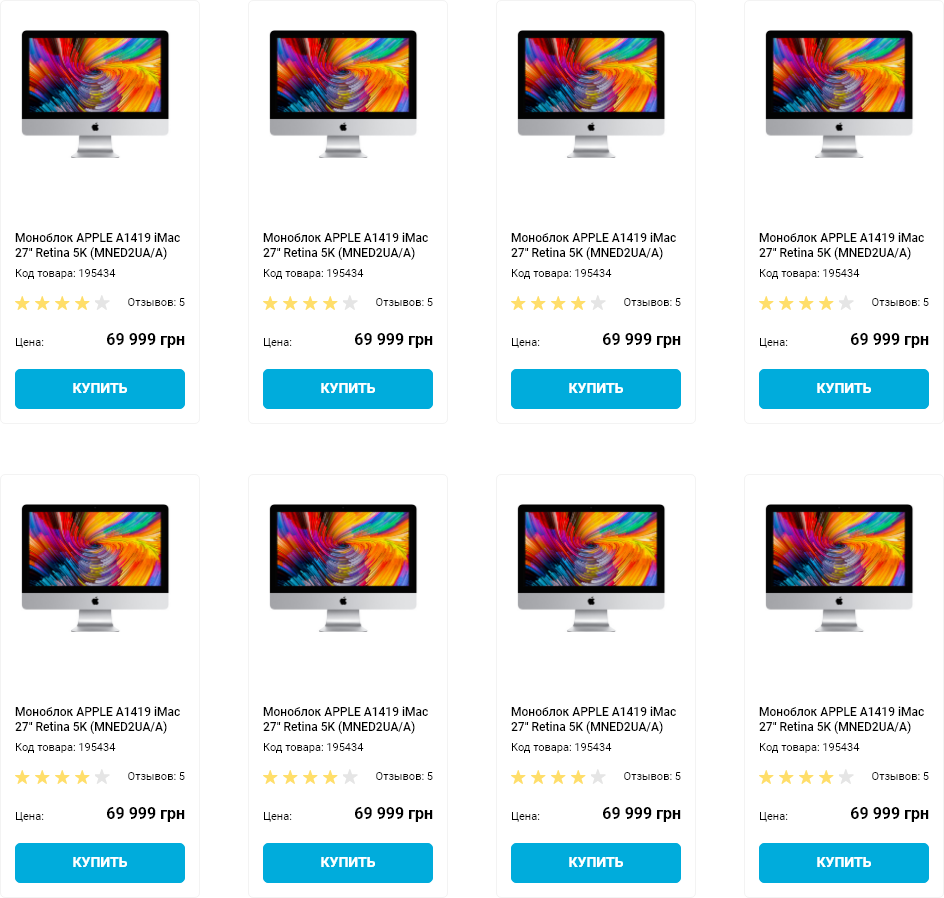 Моноблок APPLE A1419 iMac
27" Retina 5K (MNED2UA/A)
Код товара: 195434
Отзывов: 5
Цена: 69 999 грн
КУПИТЬ
Моноблок APPLE A1419 iMac
27" Retina 5K (MNED2UA/A)
Код товара: 195434
Отзывов: 5
Цена: 69 999 грн
КУПИТЬ
Моноблок APPLE A1419 iMac
27" Retina 5K (MNED2UA/A)
Код товара: 195434
Отзывов: 5
Цена: 69 999 грн
КУПИТЬ
Моноблок APPLE A1419 iMac
27" Retina 5K (MNED2UA/A)
Код товара: 195434
Отзывов: 5
Цена: 69 999 грн
КУПИТЬ
Моноблок APPLE A1419 iMac
27" Retina 5K (MNED2UA/A)
Код товара: 195434
Отзывов: 5
Цена: 69 999 грн
КУПИТЬ
Моноблок APPLE A1419 iMac
27" Retina 5K (MNED2UA/A)
Код товара: 195434
Отзывов: 5
Цена: 69 999 грн
КУПИТЬ
Моноблок APPLE A1419 iMac
27" Retina 5K (MNED2UA/A)
Код товара: 195434
Отзывов: 5
Цена: 69 999 грн
КУПИТЬ
Моноблок APPLE A1419 iMac
27" Retina 5K (MNED2UA/A)
Код товара: 195434
Отзывов: 5
Цена: 69 999 грн
КУПИТЬ